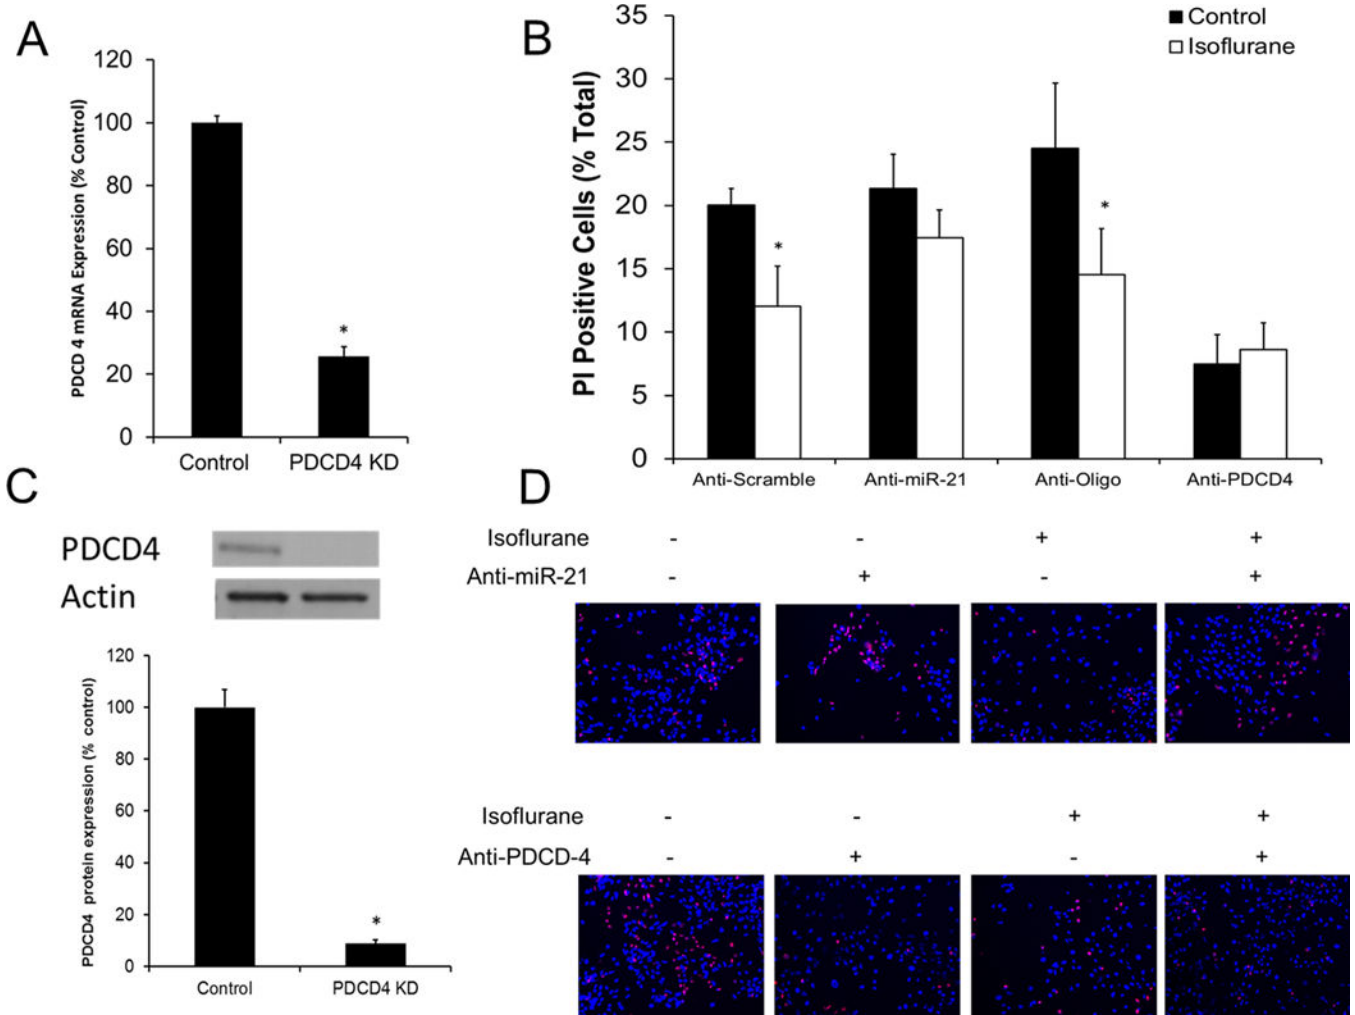 A
120
100
80
60
40
20
0
PDCD 4 mRNA Expression (% Control)
*
Control
PDCD4 KD
B
35
30
25
20
15
10
5
0
PI Positive Cells (% Total)
Control
Isoflurane
*
*
Anti-Scramble
Anti-miR-21
Anti-Oligo
Anti-PDCD4
C
PDCD4
Actin
120
100
80
60
40
20
0
PDCD4 protein expression (% control)
*
Control
PDCD4 KD
D
Isoflurane - - + +
Anti-miR-21 - + - +
Isoflurane - - + +
Anti-PDCD-4 - + - +